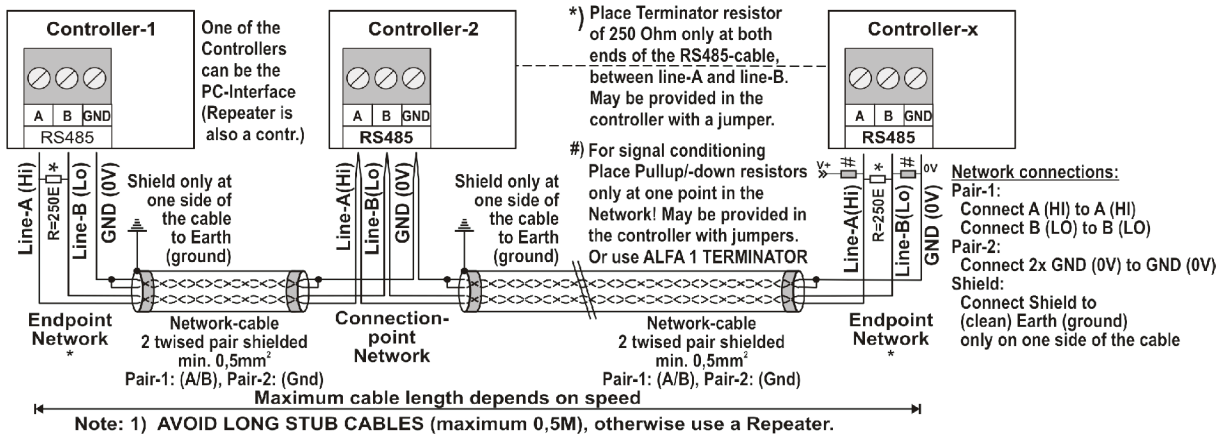 Controller-1
A B GND
RS485
One of the
Controllers
can be the
PC-Interface
(Repeater is
also a contr.)
Controller-2
A B GND
RS485
*) Place Terminator resistor
of 250 Ohm only at both
ends of the RS485-cable,
between line-A and line-B.
May be provided in the
controller with a jumper.
#) For signal conditioning
Place Pullup/-down resistors
only at one point in the
Network! May be provided in
the controller with jumpers.
Or use ALFA 1 TERMINATOR
Controller-x
A B GND
RS485
Line-A (Hi)
R=250E *
Line-B (Lo)
GND (0V)
Shield only at
one side of
the cable
to Earth
(ground)
Line-A(Hi)
Line-B(Lo)
GND (0V)
Shield only at
one side of
the cable
to Earth
(ground)
V+ # * # 0V
Line-A(Hi)
R=250E
Line-B(Lo)
GND (0V)
Network connections:
Pair-1:
Connect A (HI) to A (HI)
Connect B (LO) to B (LO)
Pair-2:
Connect 2x GND (0V) to GND (0V)
Shield:
Connect Shield to
(clean) Earth (ground)
only on one side of the cable
Endpoint
Network
*
Network-cable
2 twised pair shielded
min. 0,5mm²
Pair-1: (A/B), Pair-2: (Gnd)
Connection-
point
Network
Network-cable
2 twised pair shielded
min. 0,5mm²
Pair-1: (A/B), Pair-2: (Gnd)
Endpoint
Network
*
Maximum cable length depends on speed
Note: 1) AVOID LONG STUB CABLES (maximum 0,5M), otherwise use a Repeater.